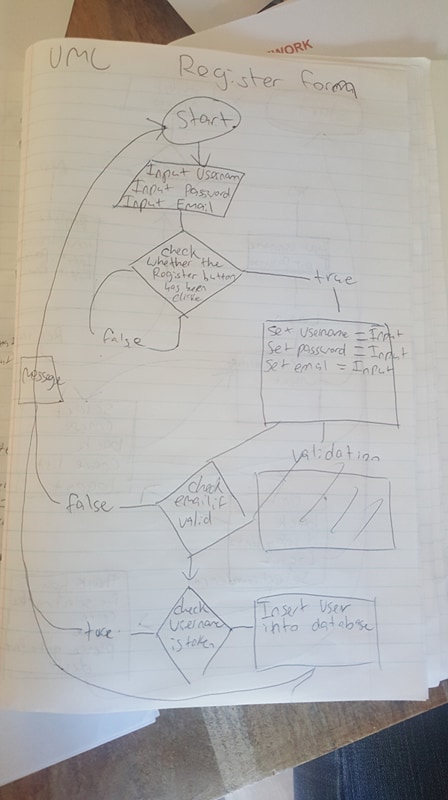 WORK
UML
Register form
Start
Input Usernam
Input Password
Input Email
check
whether the
Register button
has been
true
false
Set username = Input
Set password = Input
Set email = Input
message
validation
check
email if
valid
false
check
username
is taken
true
Insert User
into database